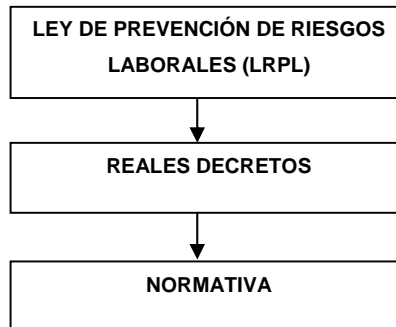 LEY DE PREVENCIÓN DE RIESGOS
LABORALES (LRPL)
REALES DECRETOS
NORMATIVA